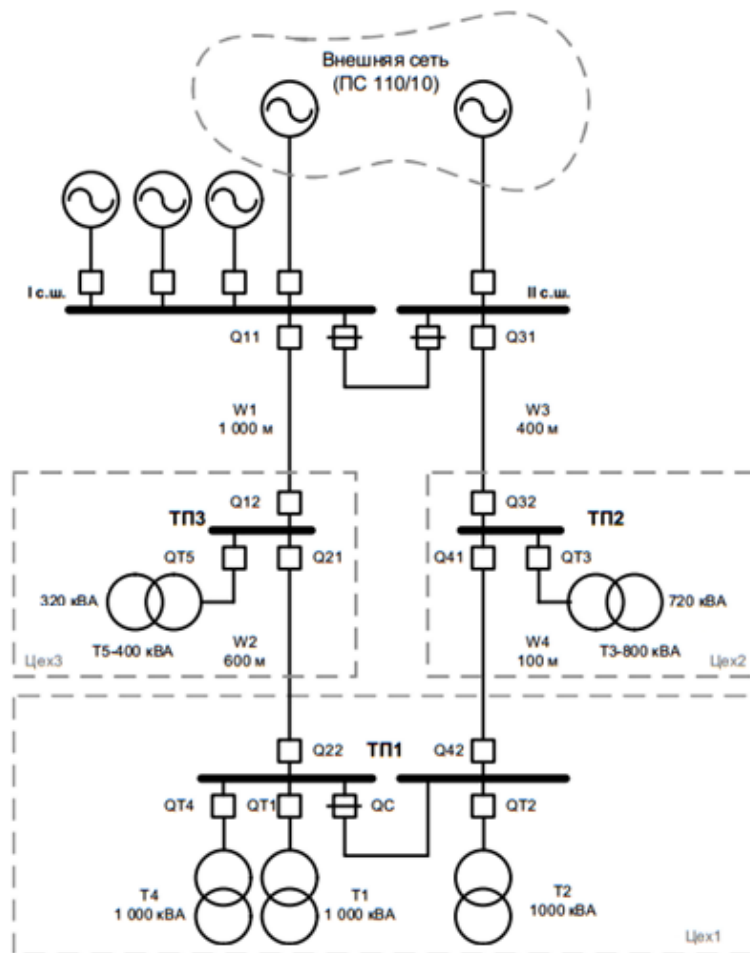 Внешняя сеть
(ПС 110/10)
I с.ш.
II с.ш.
Q11
Q31
W1
1 000 м
W3
400 м
Q12
Q32
ТП3
ТП2
QT5
Q21
Q41
QT3
320 кВА
720 кВА
T5-400 кВА
W2
600 м
W4
100 м
T3-800 кВА
Цех3
Цех2
Q22
ТП1
Q42
QT4
QT1
QC
QT2
T4
1 000 кВА
T1
1 000 кВА
T2
1000 кВА
Цех1